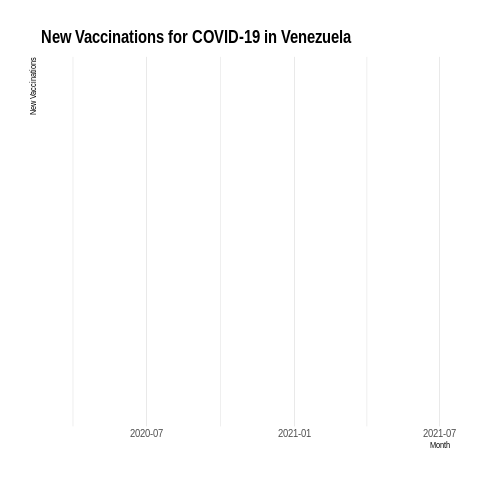 New Vaccinations for COVID-19 in Venezuela
New Vaccinations
2020-07
2021-01
2021-07
Month